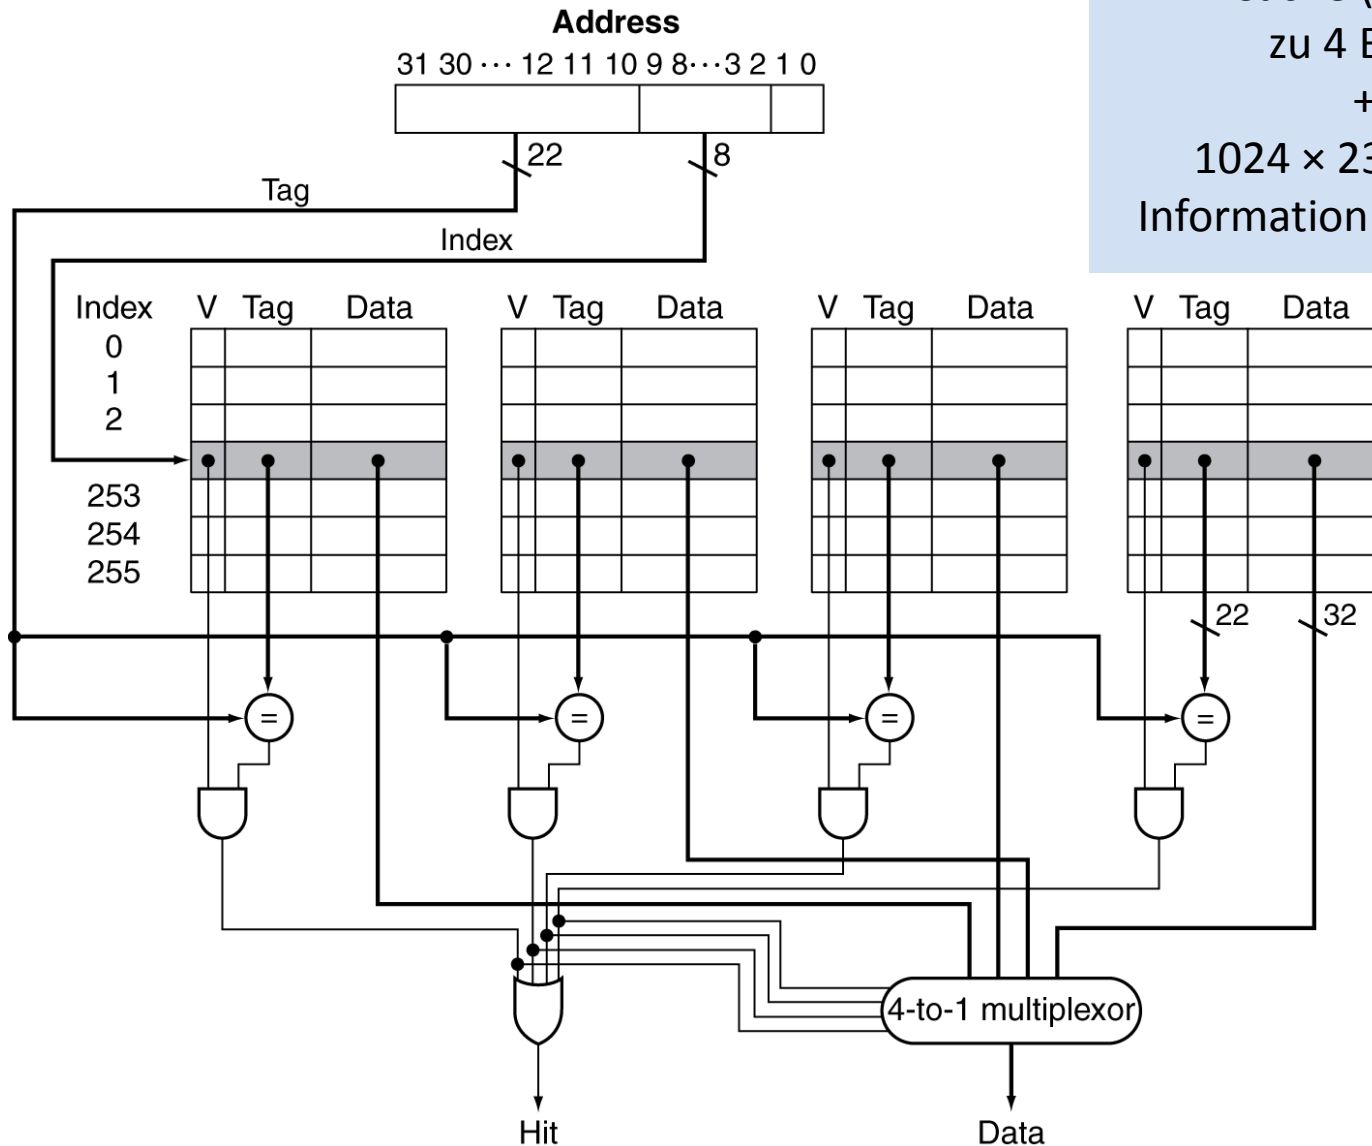 Address
31 30 ··· 12 11 10 9 8···3 2 1 0
22
8
Tag
Index
zu 4
+
1024 × 23
Information
Index V Tag Data V Tag Data V Tag Data V Tag Data
0
1
2
253
254
255
22 32
= = = =
4-to-1 multiplexor
Hit
Data